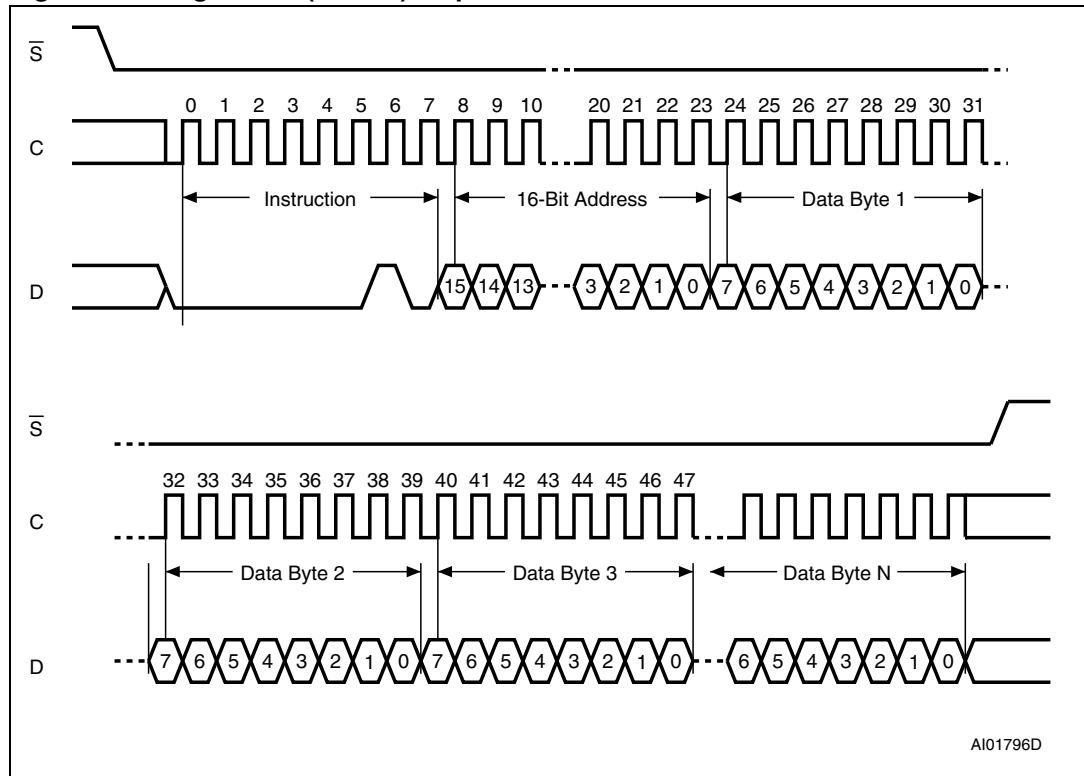 S
0 1 2 3 4 5 6 7 8 9 10 20 21 22 23 24 25 26 27 28 29 30 31
C
Instruction 16-Bit Address Data Byte 1
D 15 14 13 3 2 1 0 7 6 5 4 3 2 1 0
S
32 33 34 35 36 37 38 39 40 41 42 43 44 45 46 47
C
Data Byte 2 Data Byte 3 Data Byte N
D 7 6 5 4 3 2 1 0 7 6 5 4 3 2 1 0 6 5 4 3 2 1 0
AI01796D